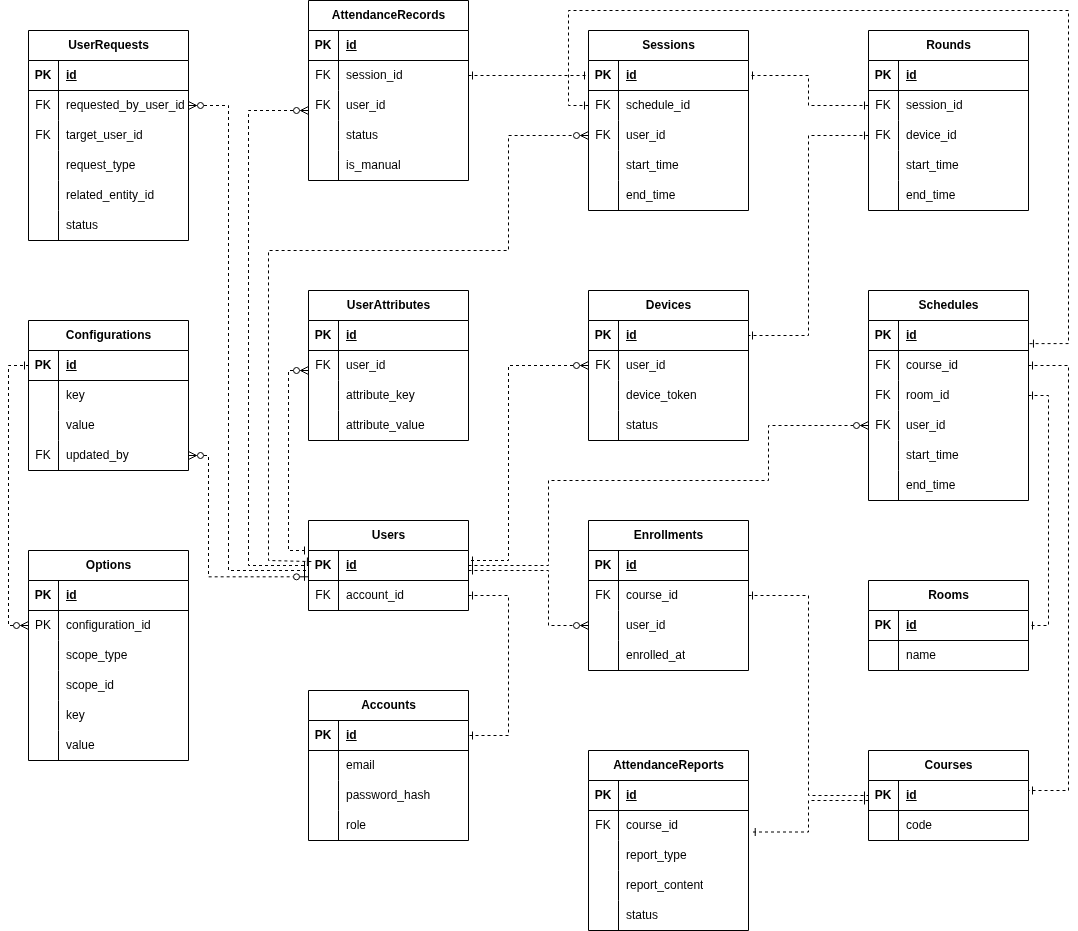 UserRequests
PK id
FK requested_by_user_id
FK target_user_id
request_type
related_entity_id
status
AttendanceRecords
PK id
FK session_id
FK user_id
status
is_manual
Sessions
PK id
FK schedule_id
FK user_id
start_time
end_time
Rounds
PK id
FK session_id
FK device_id
start_time
end_time
Configurations
PK id
key
value
FK updated_by
UserAttributes
PK id
FK user_id
attribute_key
attribute_value
Devices
PK id
FK user_id
device_token
status
Schedules
PK id
FK course_id
FK room_id
FK user_id
start_time
end_time
Options
PK id
PK configuration_id
scope_type
scope_id
key
value
Users
PK id
FK account_id
Enrollments
PK id
FK course_id
user_id
enrolled_at
Rooms
PK id
name
Accounts
PK id
email
password_hash
role
AttendanceReports
PK id
FK course_id
report_type
report_content
status
Courses
PK id
code